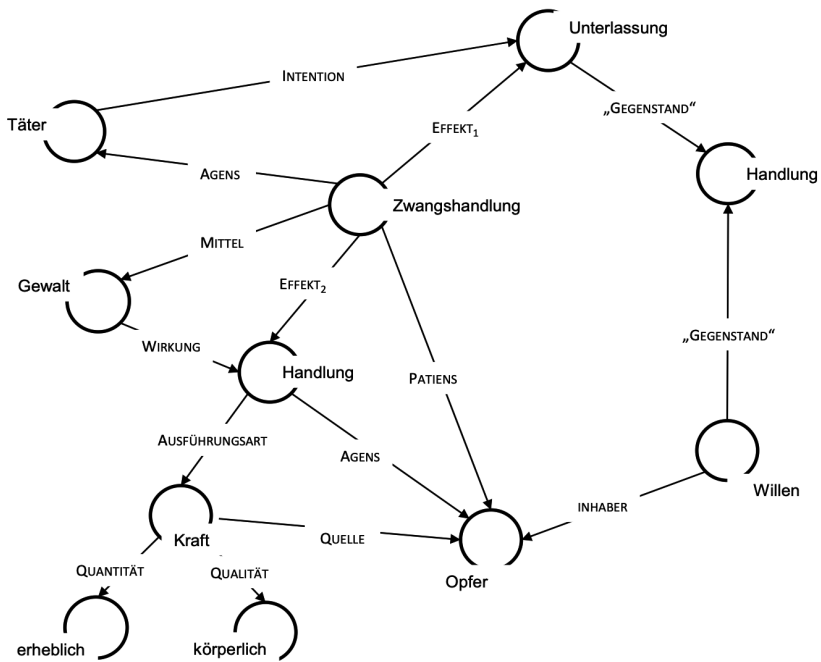 Unterlassung
INTENTION
„GEGENSTAND“
Täter
EFFEKT₁
AGENS
Handlung
Zwangshandlung
MITTEL
Gewalt
EFFEKT₂
„GEGENSTAND“
WIRKUNG
Handlung
PATIENS
AUSFÜHRUNGSART
AGENS
Willen
INHABER
Kraft
QUELLE
QUANTITÄT
QUALITÄT
Opfer
erheblich
körperlich